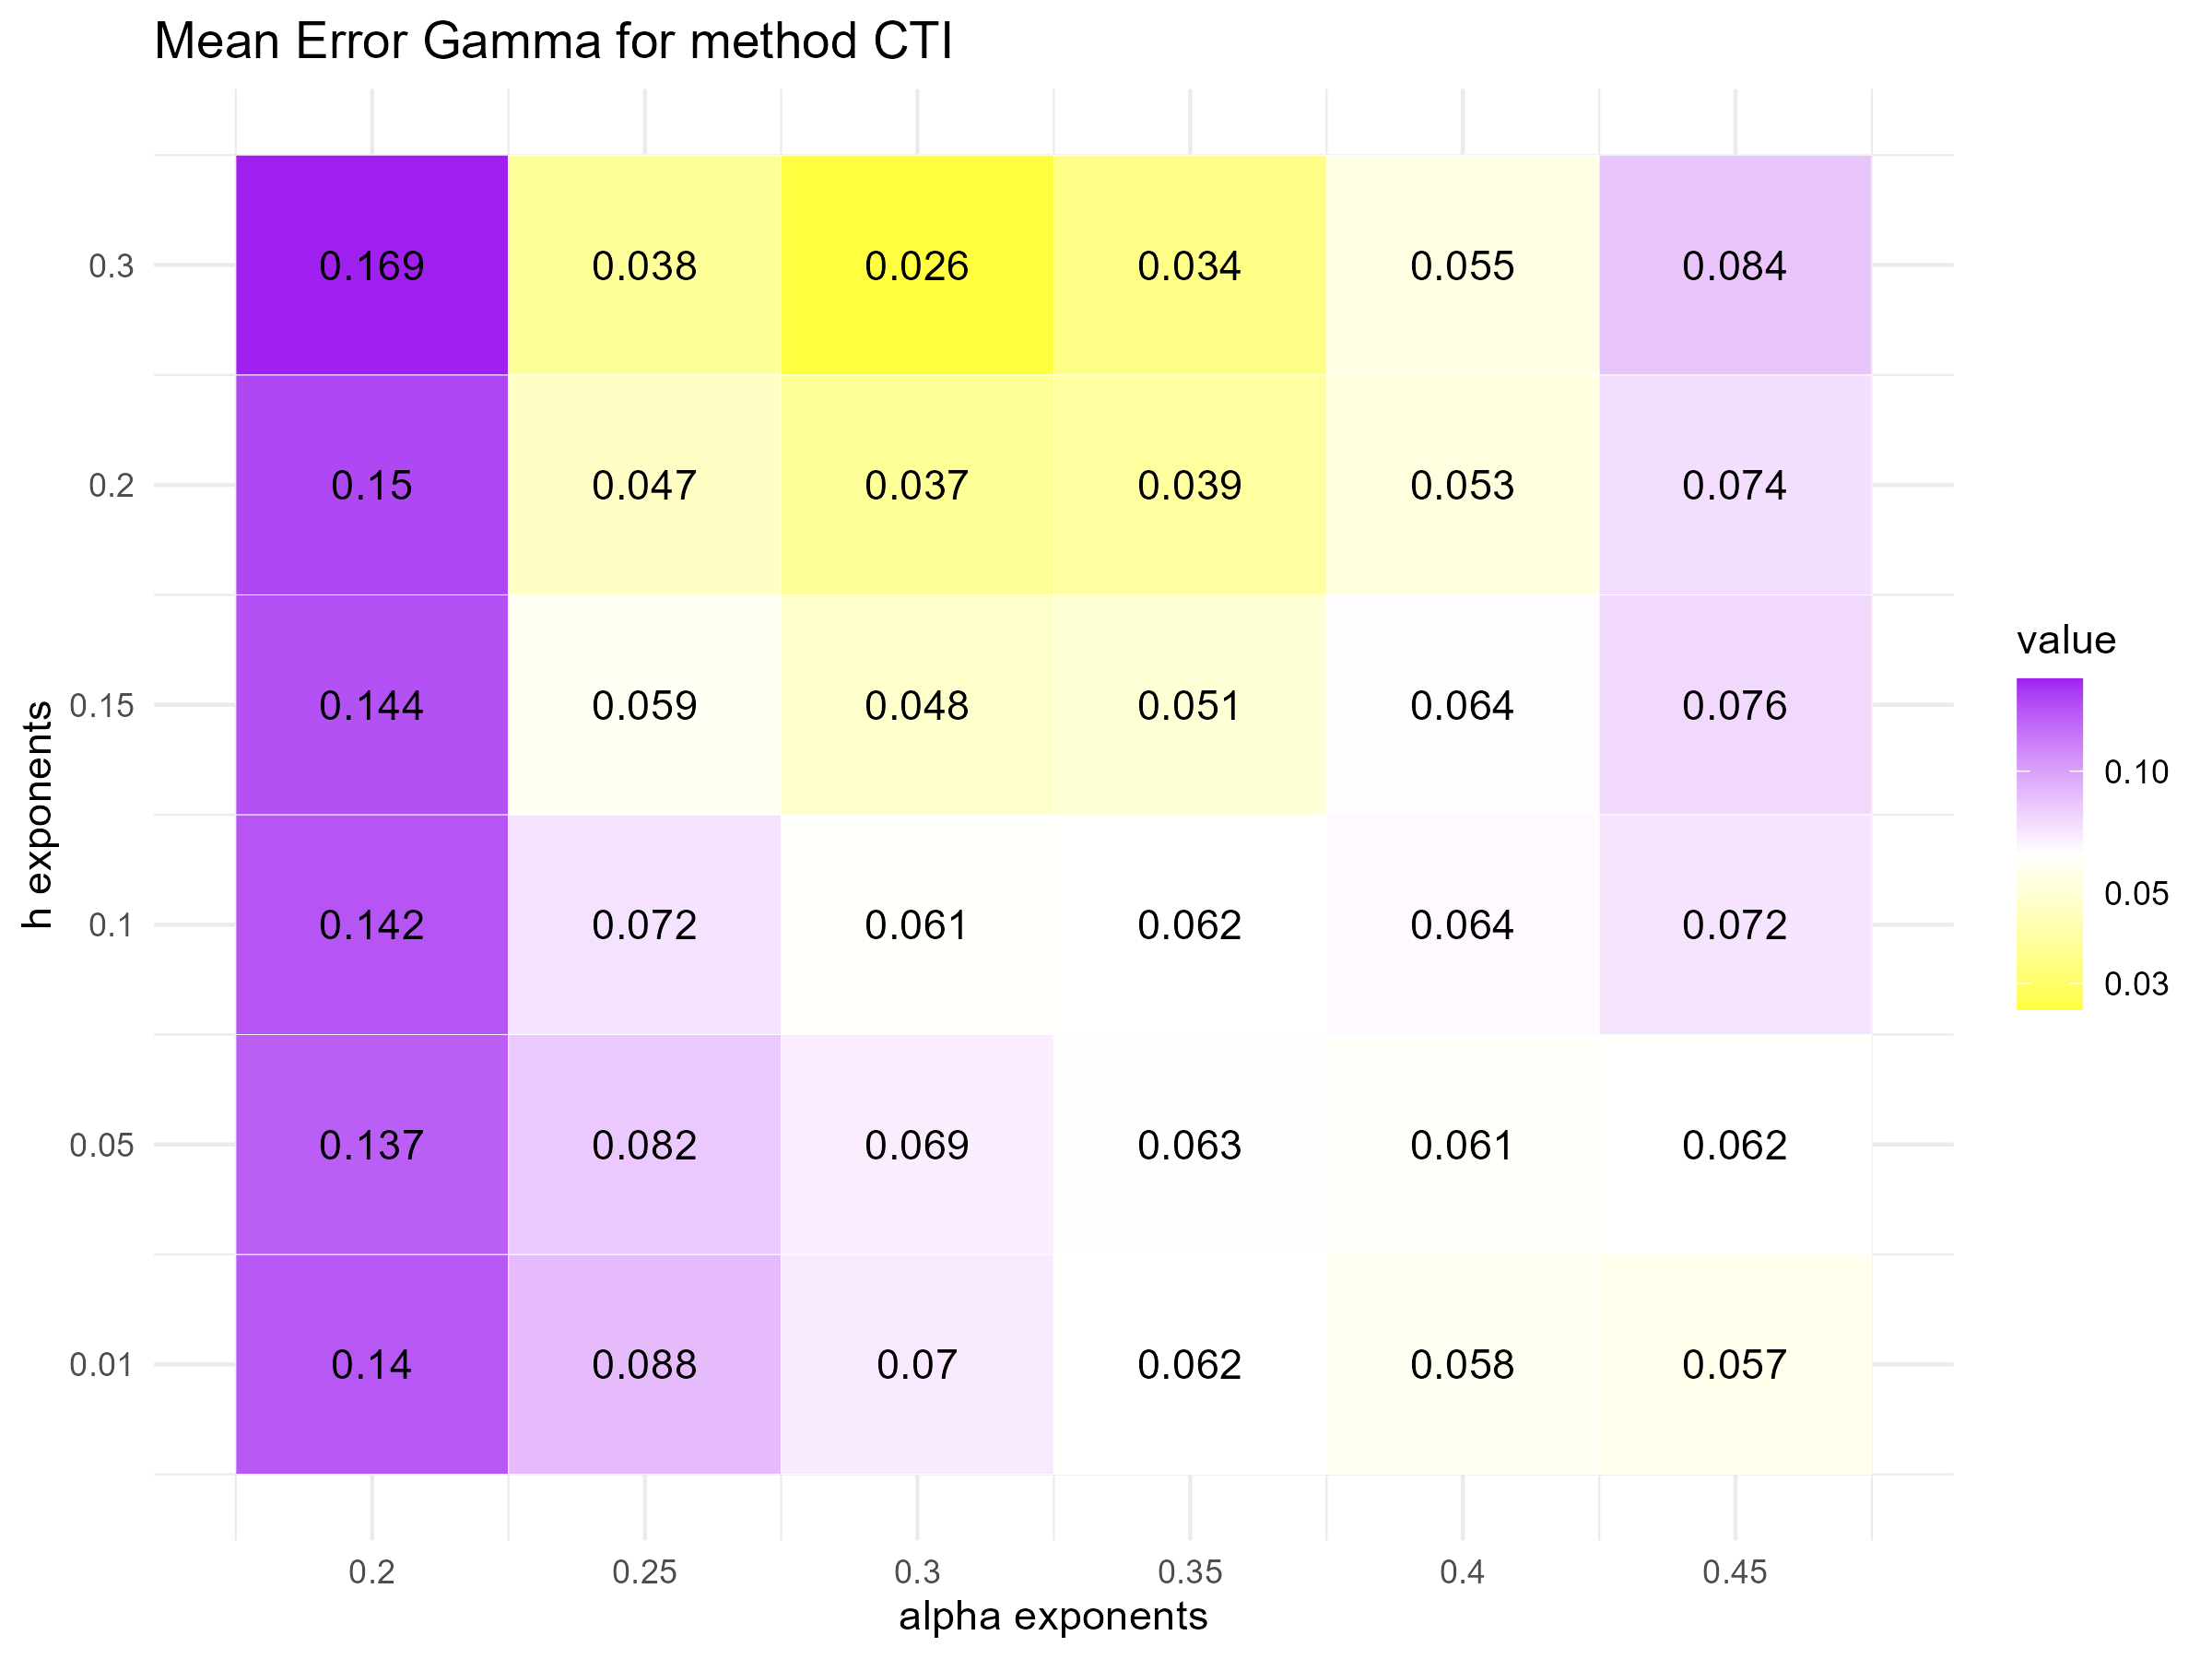 Mean Error Gamma for method CTI
h exponents
0.3 0.169 0.038 0.026 0.034 0.055 0.084
0.2 0.15 0.047 0.037 0.039 0.053 0.074
0.15 0.144 0.059 0.048 0.051 0.064 0.076
0.1 0.142 0.072 0.061 0.062 0.064 0.072
0.05 0.137 0.082 0.069 0.063 0.061 0.062
0.01 0.14 0.088 0.07 0.062 0.058 0.057
0.2 0.25 0.3 0.35 0.4 0.45
alpha exponents
value
0.10
0.05
0.03